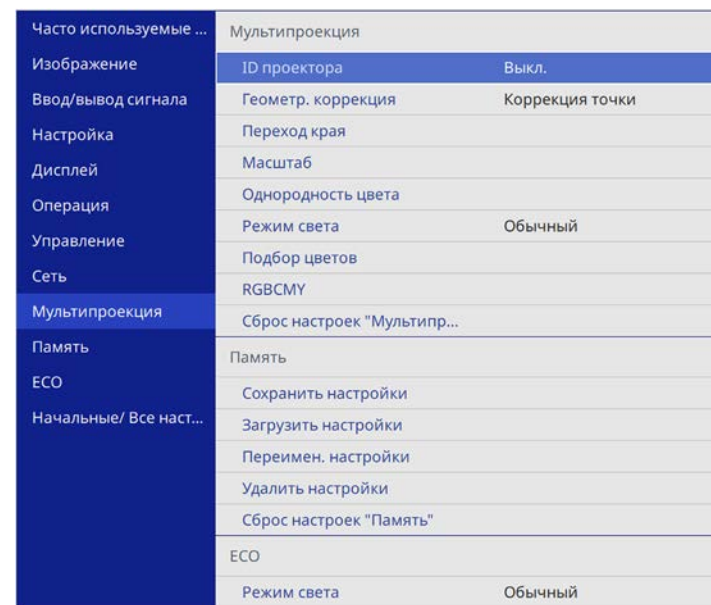 Часто используемые ...
Изображение
Ввод/вывод сигнала
Настройка
Дисплей
Операция
Управление
Сеть
Мультипроекция
Память
ECO
Начальные/ Все наст...
Мультипроекция
ID проектора Выкл.
Геометр. коррекция Коррекция точки
Переход края
Масштаб
Однородность цвета
Режим света Обычный
Подбор цветов
RGBCMY
Сброс настроек "Мультипр...
Память
Сохранить настройки
Загрузить настройки
Переимен. настройки
Удалить настройки
Сброс настроек "Память"
ECO
Режим света Обычный